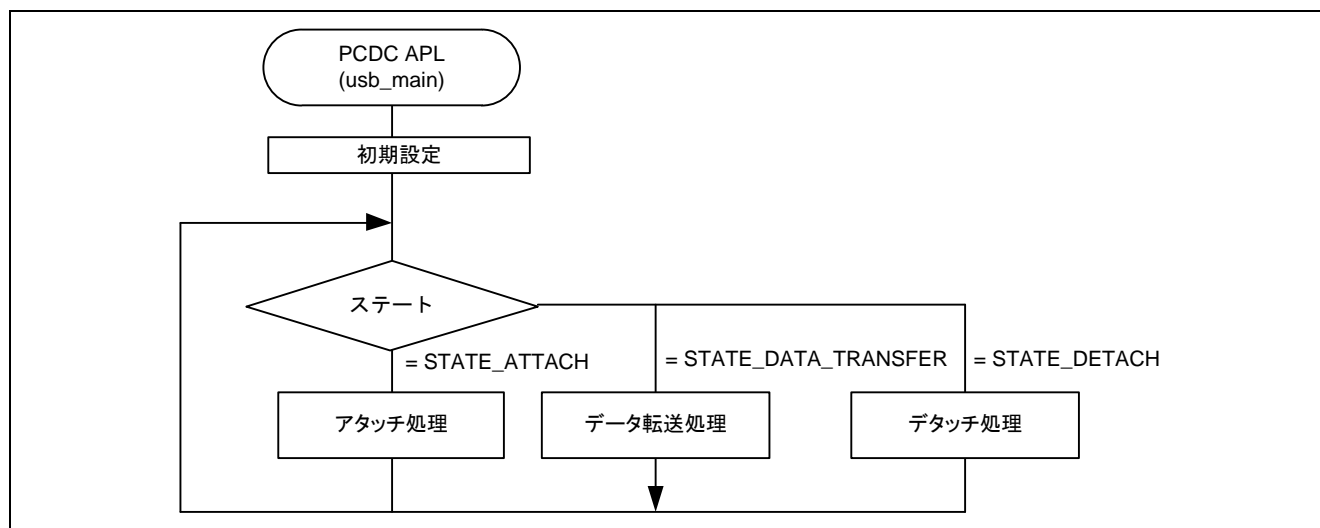 PCDC APL
(usb_main)
初期設定
ステート
= STATE_ATTACH
= STATE_DATA_TRANSFER
= STATE_DETACH
アタッチ処理
データ転送処理
デタッチ処理